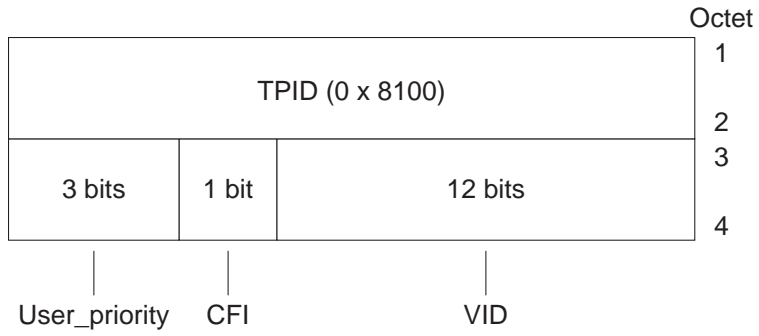 Octet
1
TPID (0 x 8100)
2
3
3 bits
1 bit
12 bits
4
User_priority
CFI
VID